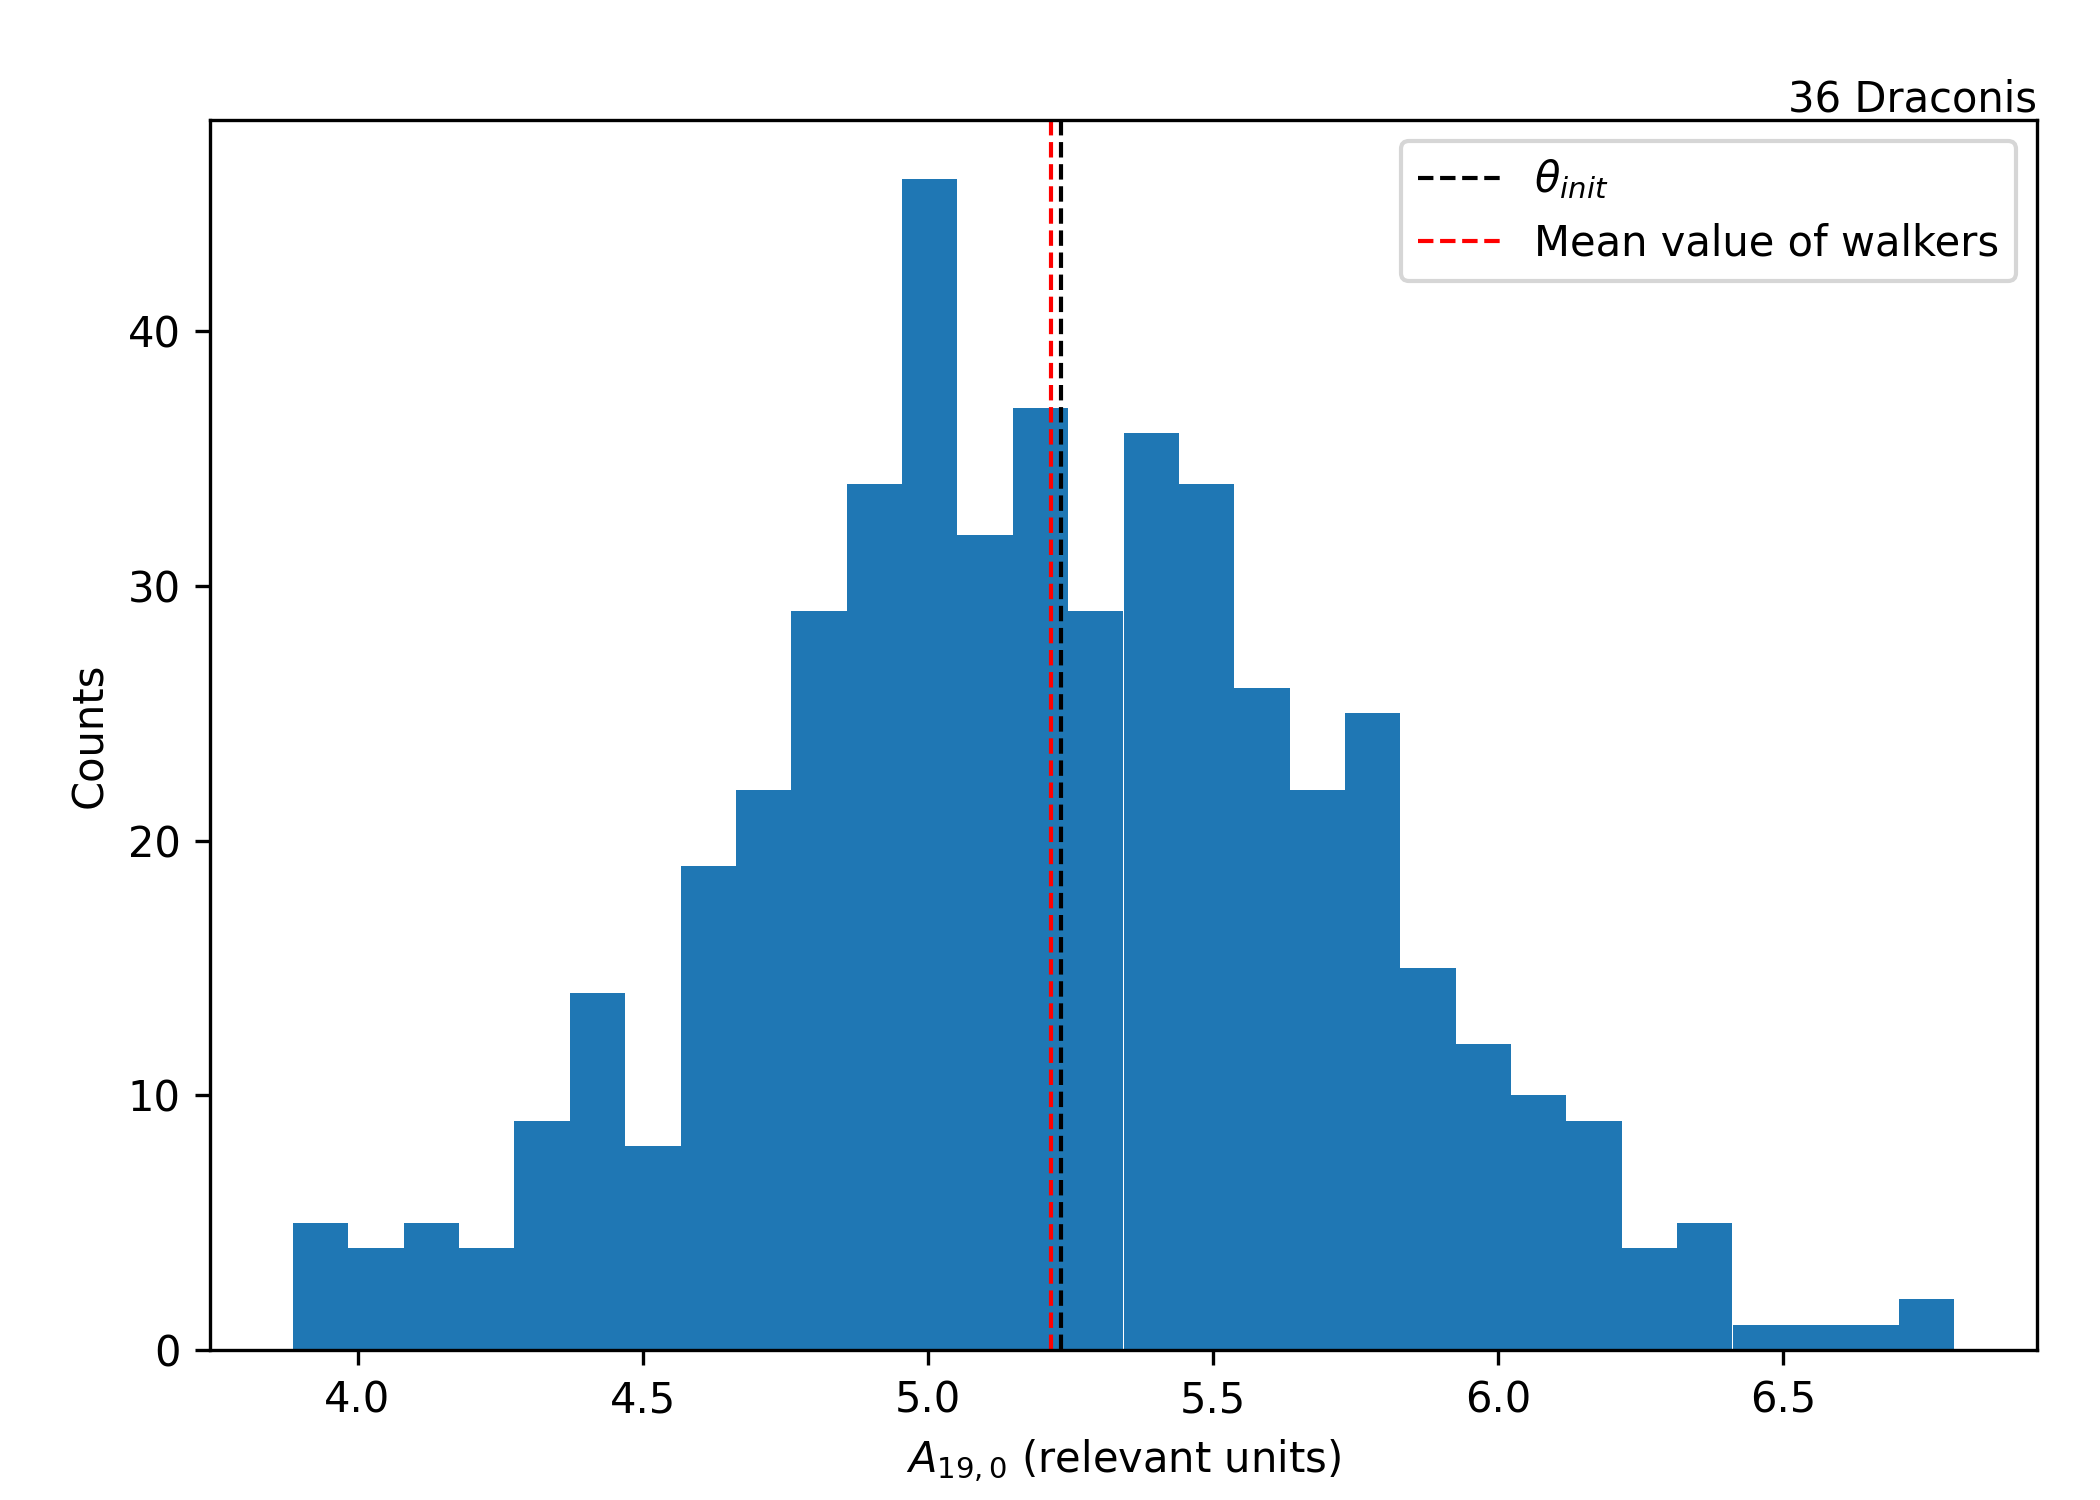 36 Draconis
θinit
Mean value of walkers
40
30
20
10
0
Counts
4.0 4.5 5.0 5.5 6.0 6.5
A19, 0 (relevant units)